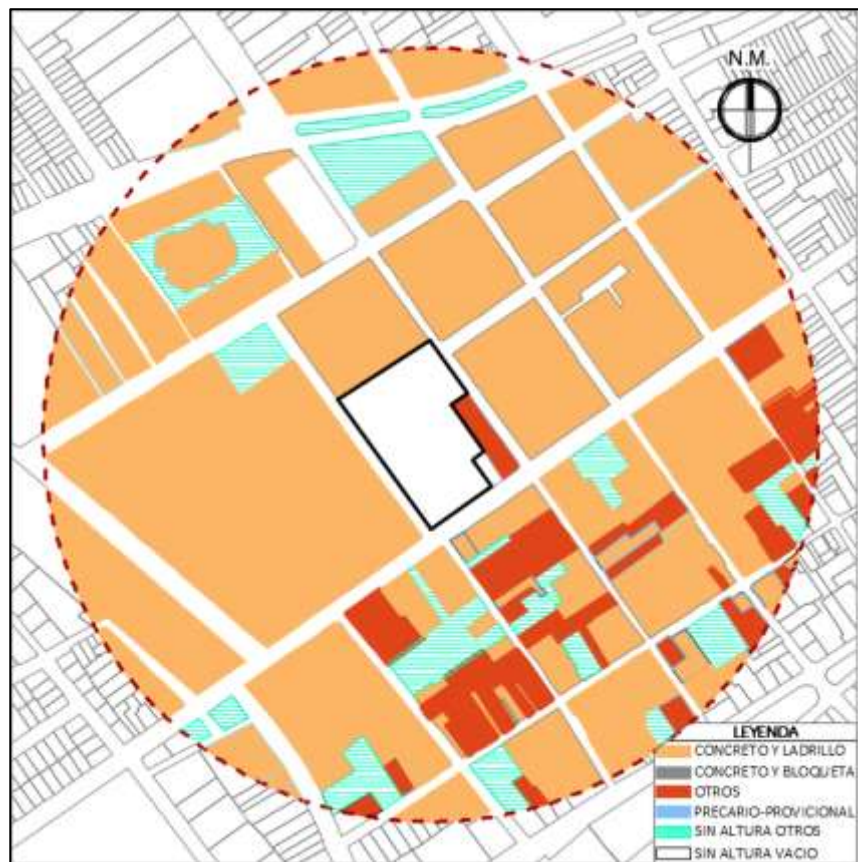 N.M.
LEYENDA
CONCRETO Y LADRILLO
CONCRETO Y BLOQUETA
OTROS
PRECARIO-PROVICIONAL
SIN ALTURA OTROS
SIN ALTURA VACIO